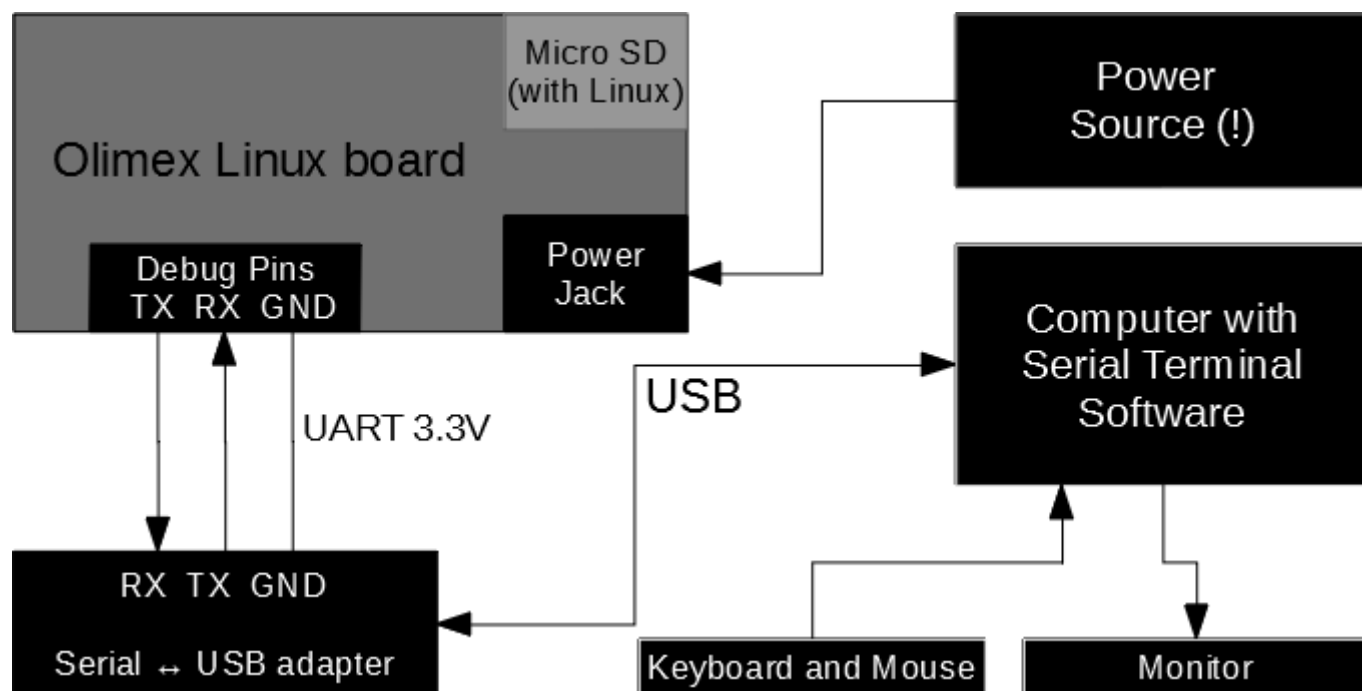 Micro SD
(with Linux)
Olimex Linux board
Power
Source (!)
Debug Pins
TX RX GND
Power
Jack
Computer with
Serial Terminal
Software
USB
UART 3.3V
RX TX GND
Serial ↔ USB adapter
Keyboard and Mouse
Monitor